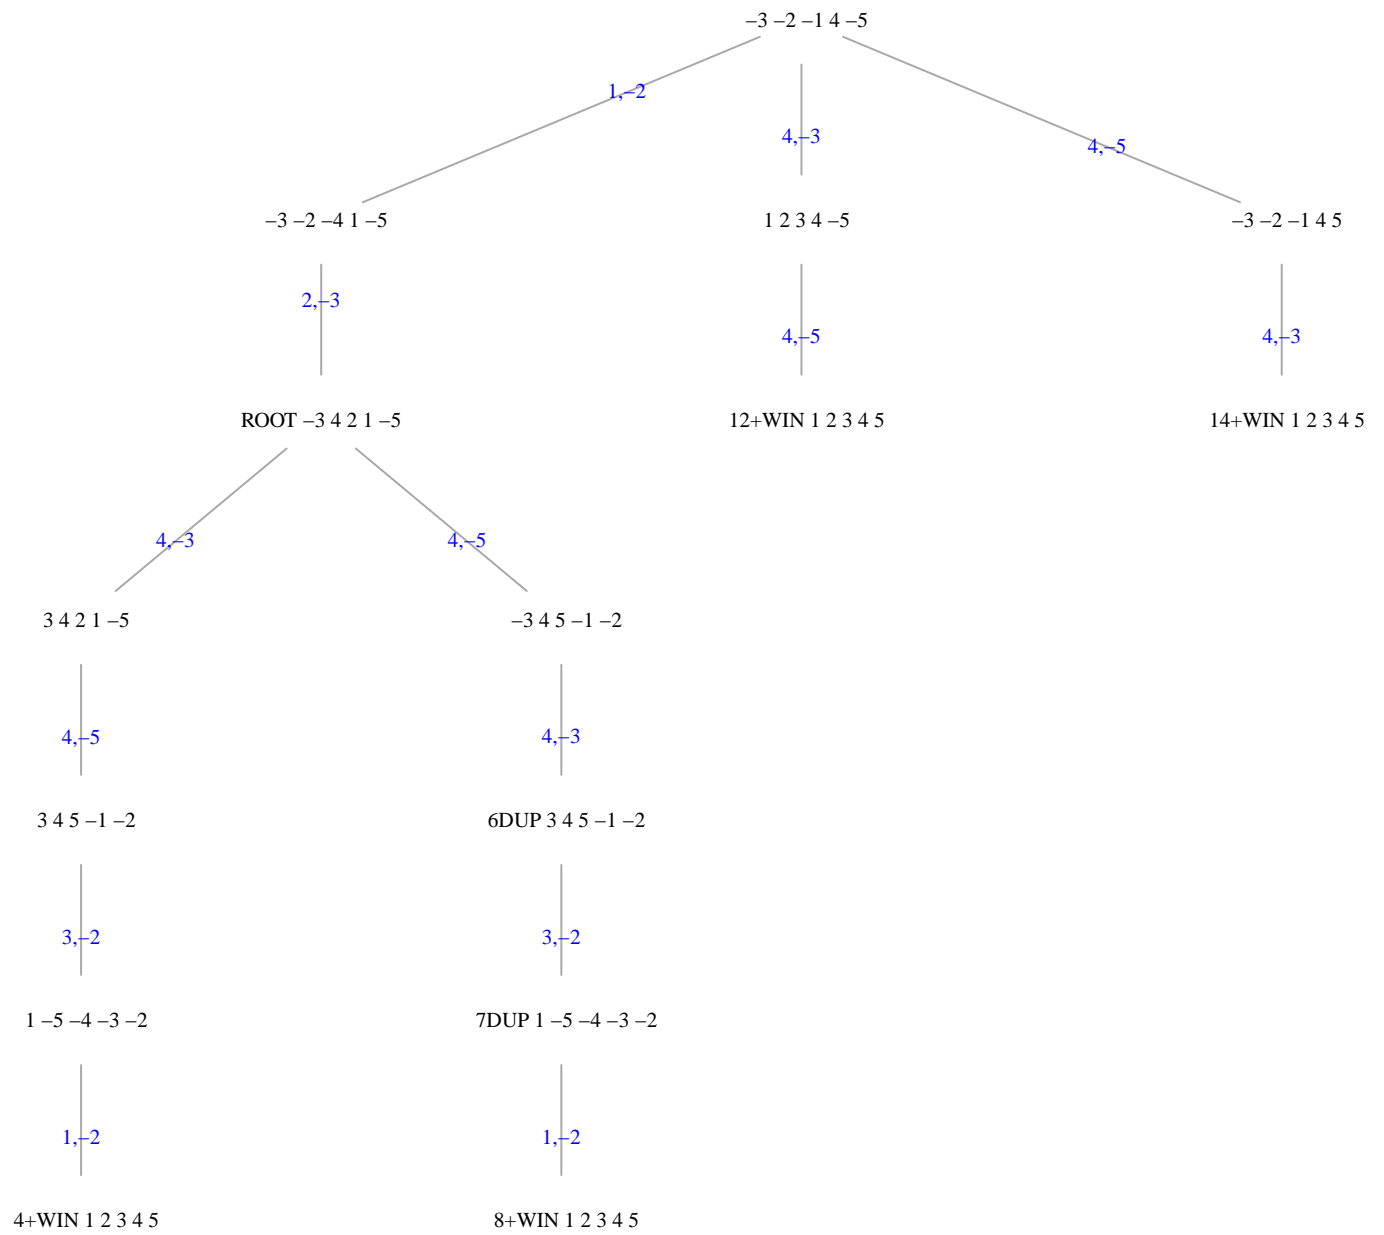 –3 –2 –1 4 –5
1,–2
4,–3
4,–5
–3 –2 –4 1 –5
1 2 3 4 –5
–3 –2 –1 4 5
2,–3
4,–5
4,–3
ROOT –3 4 2 1 –5
12+WIN 1 2 3 4 5
14+WIN 1 2 3 4 5
4,–3
4,–5
3 4 2 1 –5
–3 4 5 –1 –2
4,–5
4,–3
3 4 5 –1 –2
6DUP 3 4 5 –1 –2
3,–2
3,–2
1 –5 –4 –3 –2
7DUP 1 –5 –4 –3 –2
1,–2
1,–2
4+WIN 1 2 3 4 5
8+WIN 1 2 3 4 5